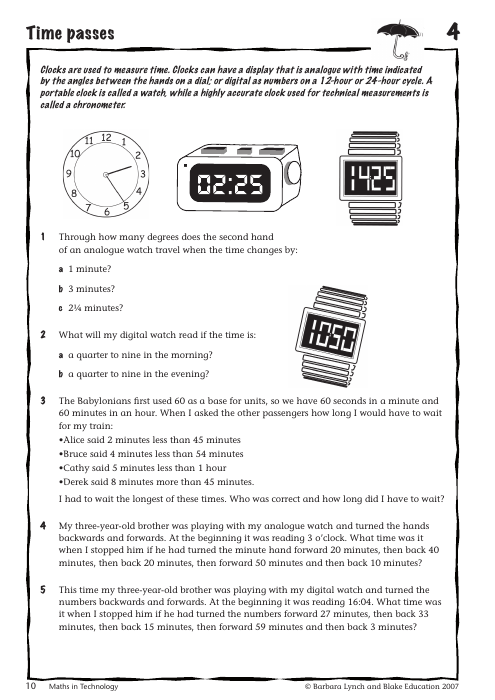 Time passes
4
Clocks are used to measure time. Clocks can have a display that is analogue with time indicated
by the angles between the hands on a dial; or digital as numbers on a 12-hour or 24-hour cycle. A
portable clock is called a watch, while a highly accurate clock used for technical measurements is
called a chronometer.
12
1
2
3
4
5
6
7
8
9
10
11
02:25
1425
1 Through how many degrees does the second hand
of an analogue watch travel when the time changes by:
a 1 minute?
b 3 minutes?
c 2¼ minutes?
1050
2 What will my digital watch read if the time is:
a a quarter to nine in the morning?
b a quarter to nine in the evening?
3 The Babylonians first used 60 as a base for units, so we have 60 seconds in a minute and
60 minutes in an hour. When I asked the other passengers how long I would have to wait
for my train:
•Alice said 2 minutes less than 45 minutes
•Bruce said 4 minutes less than 54 minutes
•Cathy said 5 minutes less than 1 hour
•Derek said 8 minutes more than 45 minutes.
I had to wait the longest of these times. Who was correct and how long did I have to wait?
4 My three-year-old brother was playing with my analogue watch and turned the hands
backwards and forwards. At the beginning it was reading 3 o'clock. What time was it
when I stopped him if he had turned the minute hand forward 20 minutes, then back 40
minutes, then back 20 minutes, then forward 50 minutes and then back 10 minutes?
5 This time my three-year-old brother was playing with my digital watch and turned the
numbers backwards and forwards. At the beginning it was reading 16:04. What time was
it when I stopped him if he had turned the numbers forward 27 minutes, then back 33
minutes, then back 15 minutes, then forward 59 minutes and then back 3 minutes?
10 Maths in Technology
© Barbara Lynch and Blake Education 2007